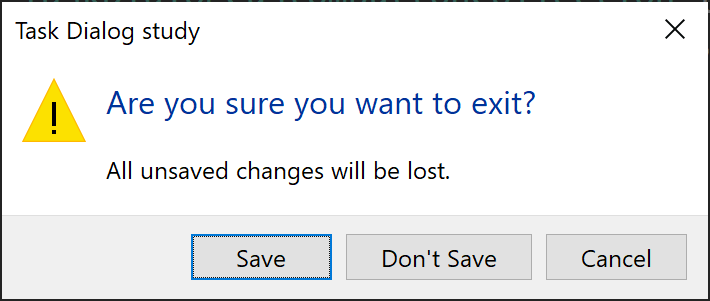 Task Dialog study
Are you sure you want to exit?
All unsaved changes will be lost.
Save Don't Save Cancel